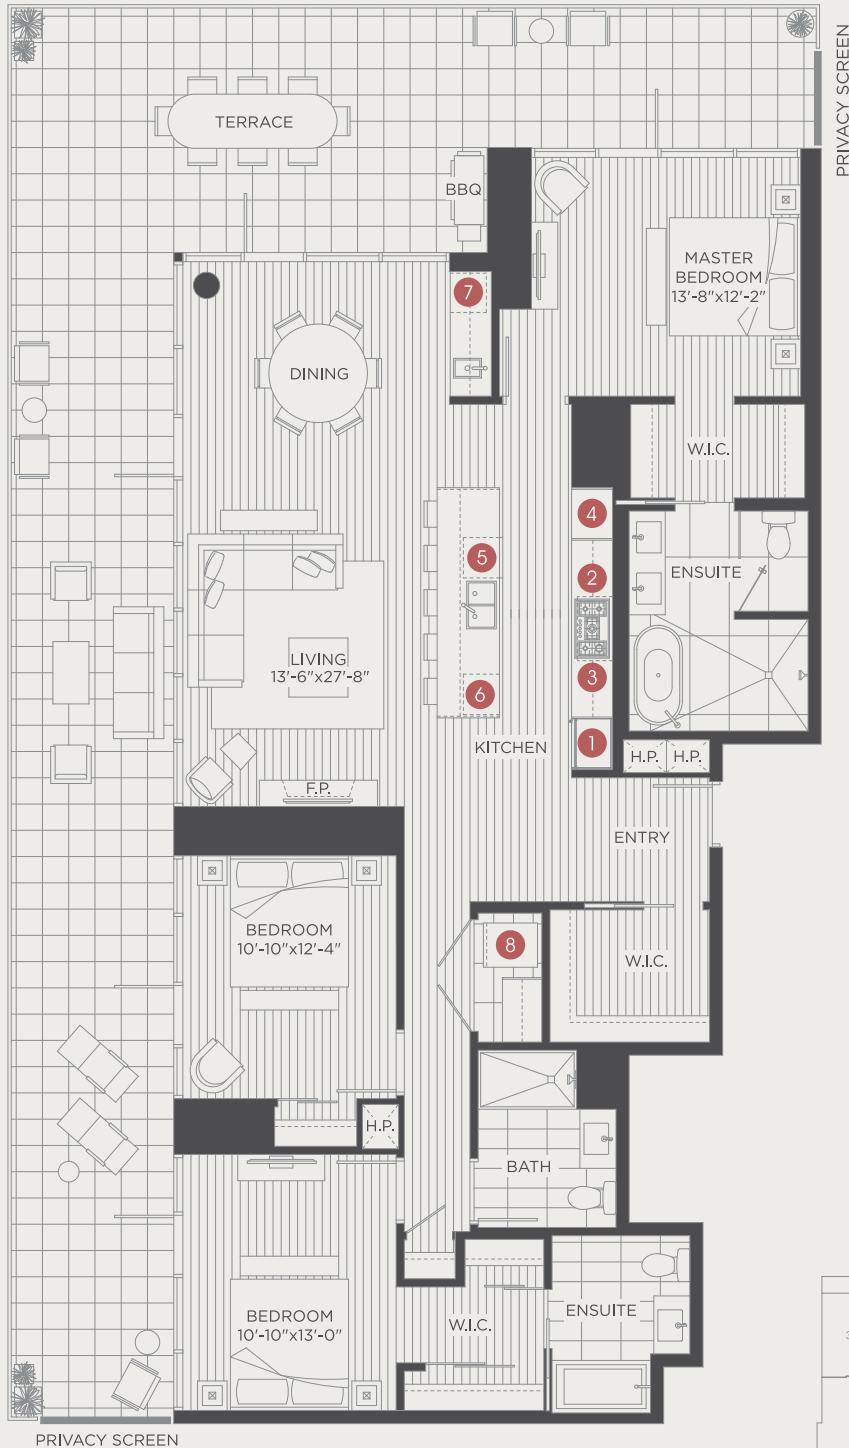 PRIVACY SCREEN
TERRACE
BBQ
MASTER
BEDROOM
13'-8"x12'-2"
7
DINING
W.I.C.
4
5
2
ENSUITE
LIVING
13'-6"x27'-8"
3
6
1
KITCHEN
H.P.
H.P.
F.P.
ENTRY
BEDROOM
10'-10"x12'-4"
8
W.I.C.
H.P.
BATH
BEDROOM
10'-10"x13'-0"
W.I.C.
ENSUITE
PRIVACY SCREEN